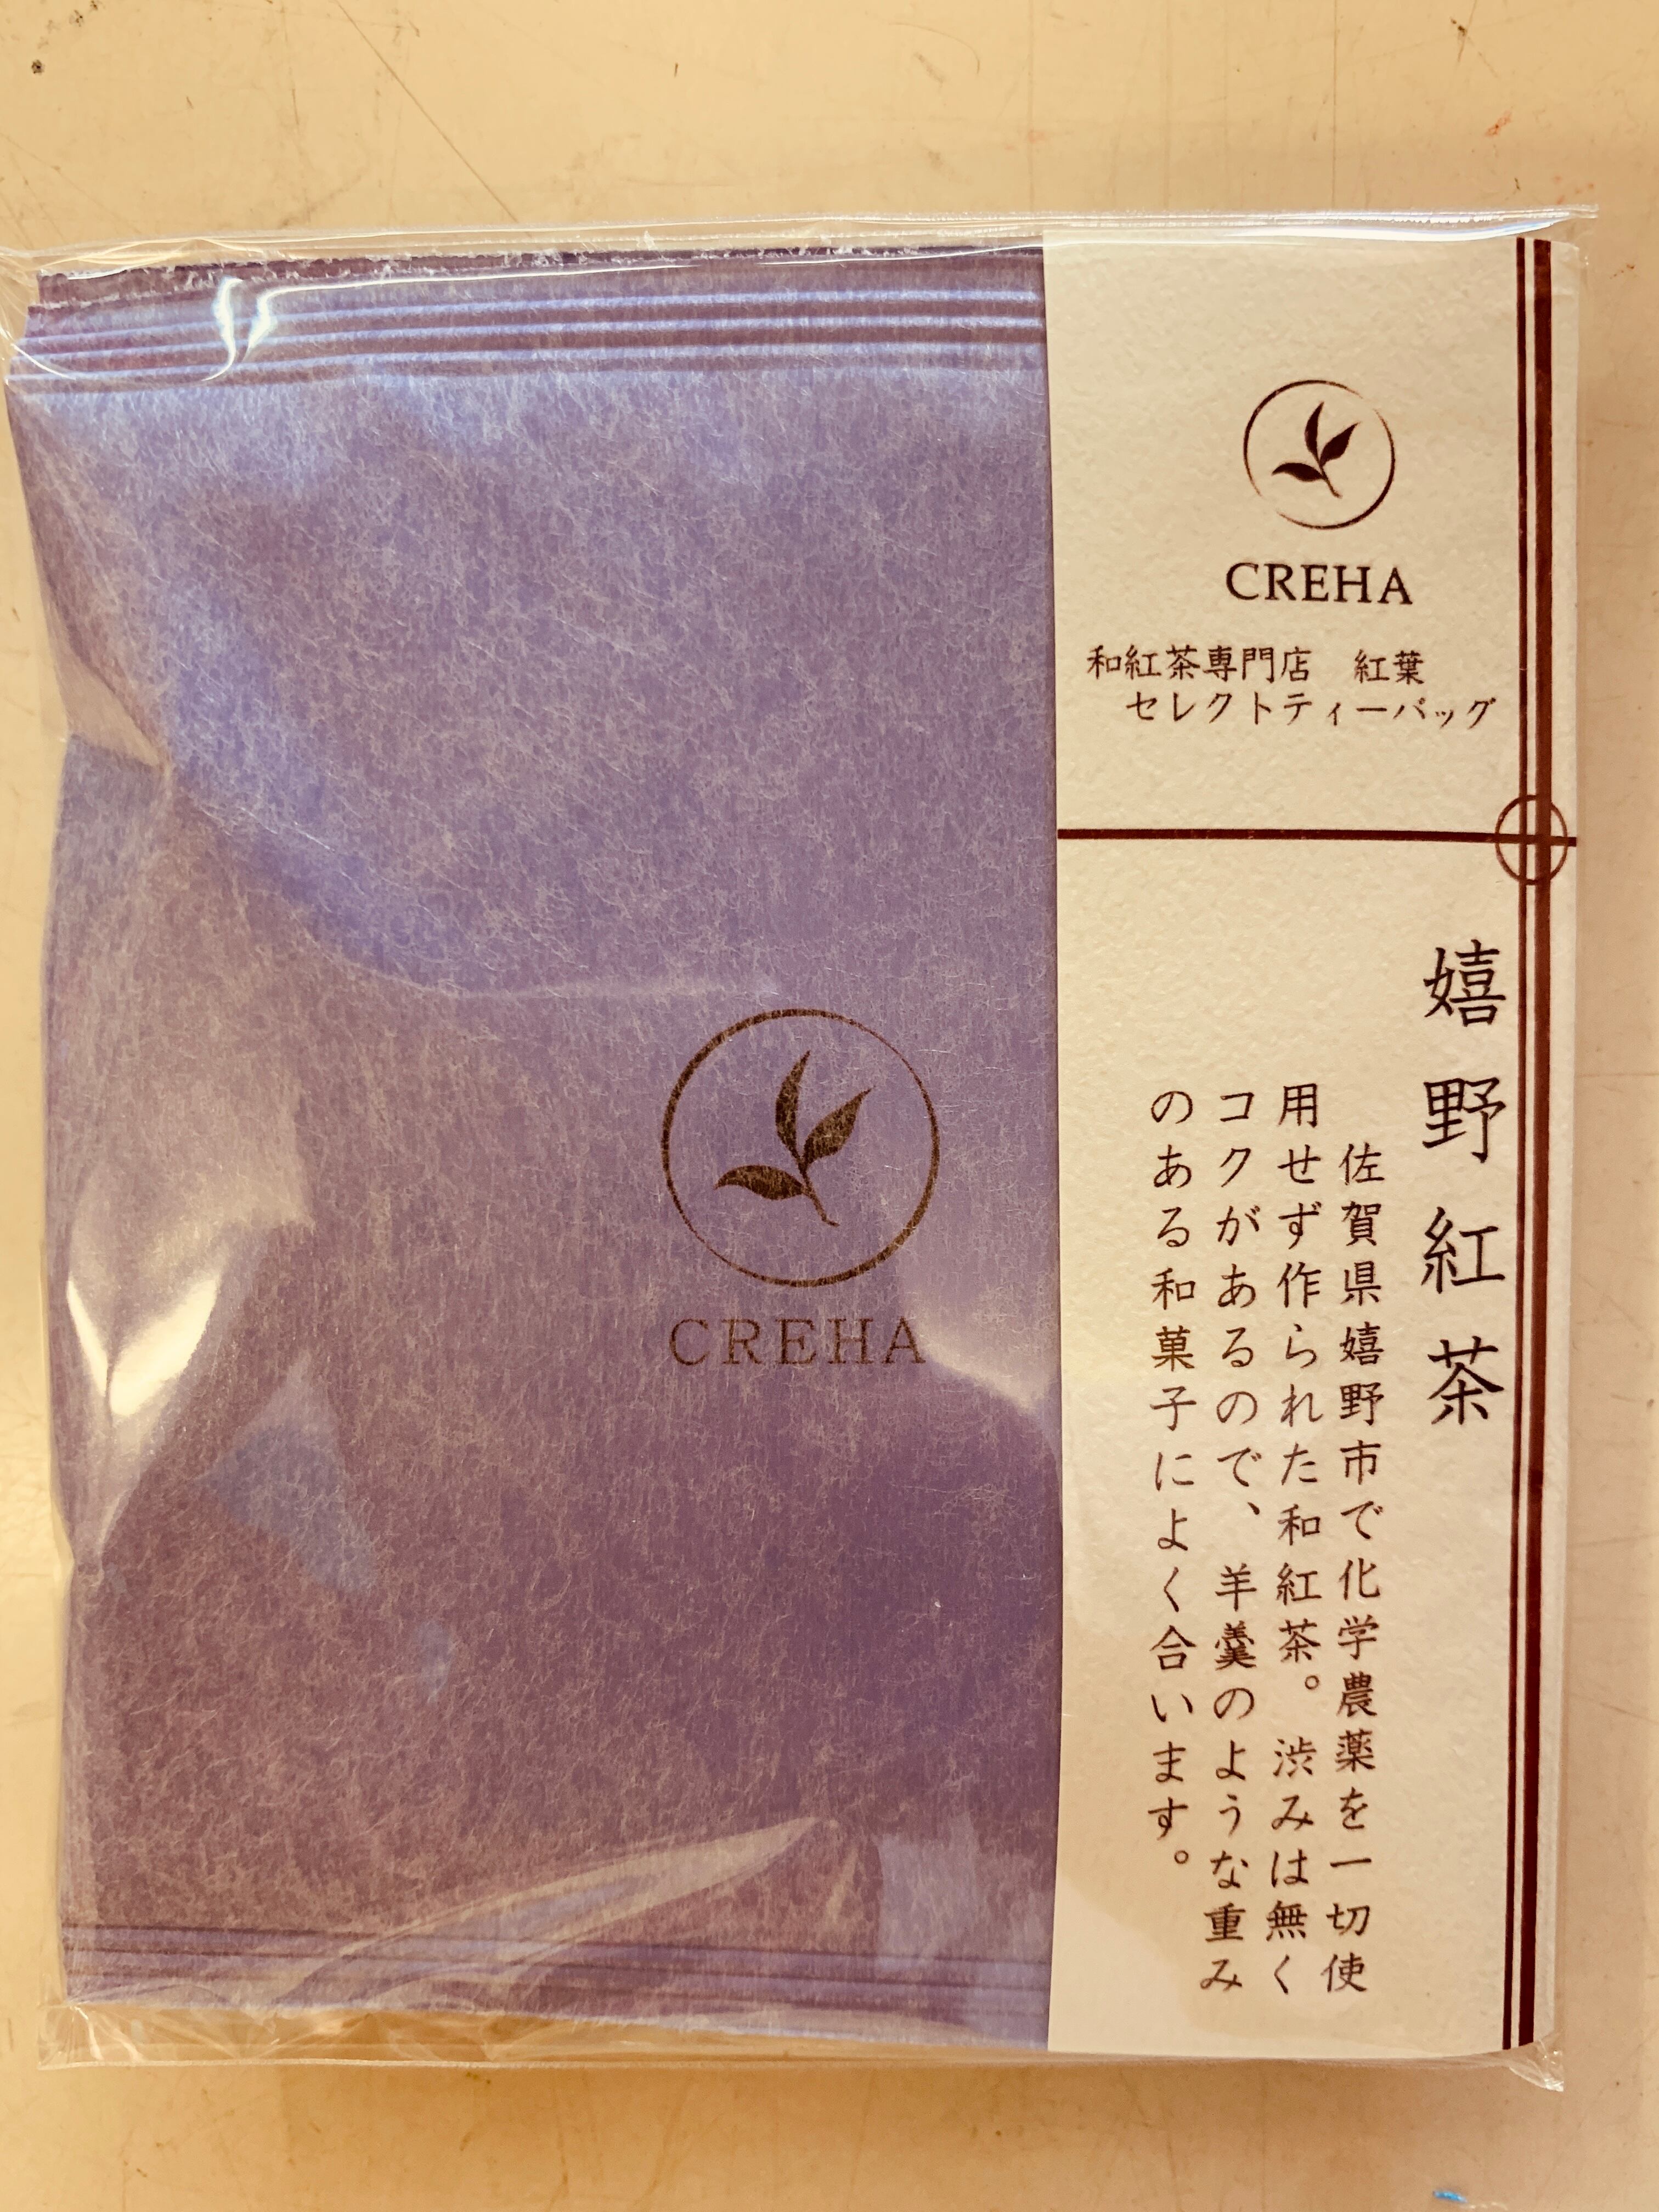 CREHA
和紅茶専門店 紅葉
セレクトティーバッグ
嬉野紅茶
佐賀県嬉野市で化学農薬を一切使
用せず作られた和紅茶。渋みは無く
コクがあるので、羊羹のような重み
のある和菓子によく合います。
CREHA